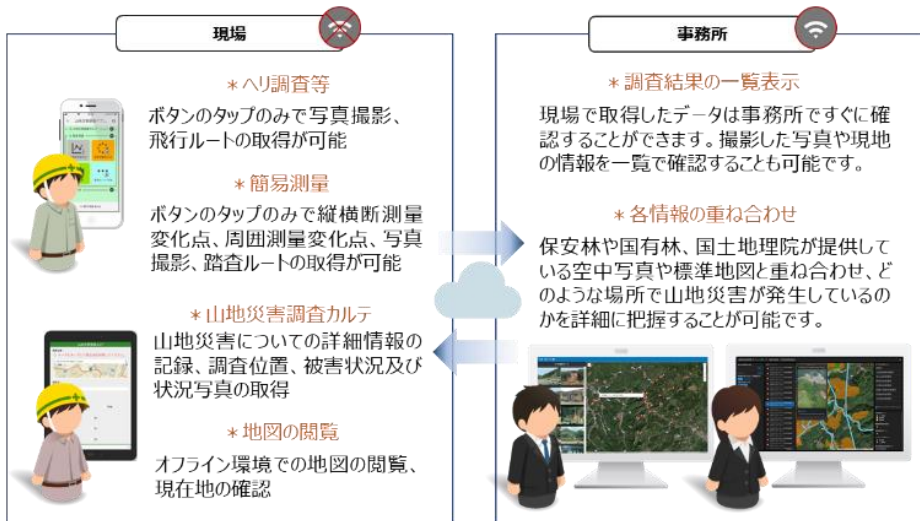 現場
＊ヘリ調査等
ボタンのタップのみで写真撮影、
飛行ルートの取得が可能
＊簡易測量
ボタンのタップのみで縦横断測量
変化点、周囲測量変化点、写真
撮影、踏査ルートの取得が可能
＊山地災害調査カルテ
山地災害についての詳細情報の
記録、調査位置、被害状況及び
状況写真の取得
＊地図の閲覧
オフライン環境での地図の閲覧、
現在地の確認
事務所
＊調査結果の一覧表示
現場で取得したデータは事務所ですぐに確
認することができます。撮影した写真や現地
の情報を一覧で確認することも可能です。
＊各情報の重ね合わせ
保安林や国有林、国土地理院が提供して
いる空中写真や標準地図と重ね合わせ、ど
のような場所で山地災害が発生しているの
かを詳細に把握することが可能です。